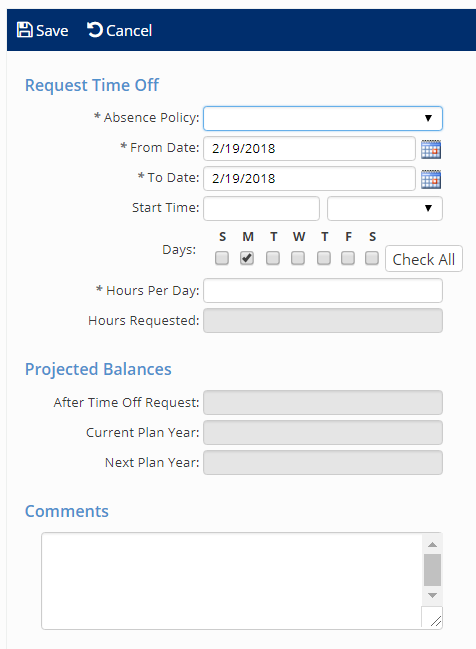 Save Cancel
Request Time Off
* Absence Policy:
* From Date: 2/19/2018
* To Date: 2/19/2018
Start Time:
S M T W T F S
Days: Check All
* Hours Per Day:
Hours Requested:
Projected Balances
After Time Off Request:
Current Plan Year:
Next Plan Year:
Comments